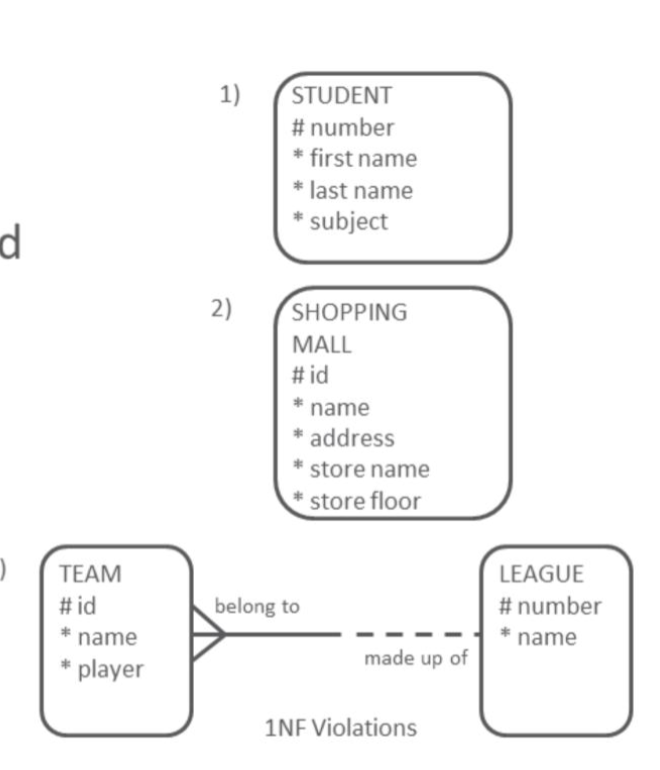 1)
STUDENT
# number
* first name
* last name
* subject
d
2)
SHOPPING
MALL
# id
* name
* address
* store name
* store floor
)
TEAM
# id
* name
* player
belong to
made up of
LEAGUE
# number
* name
1NF Violations